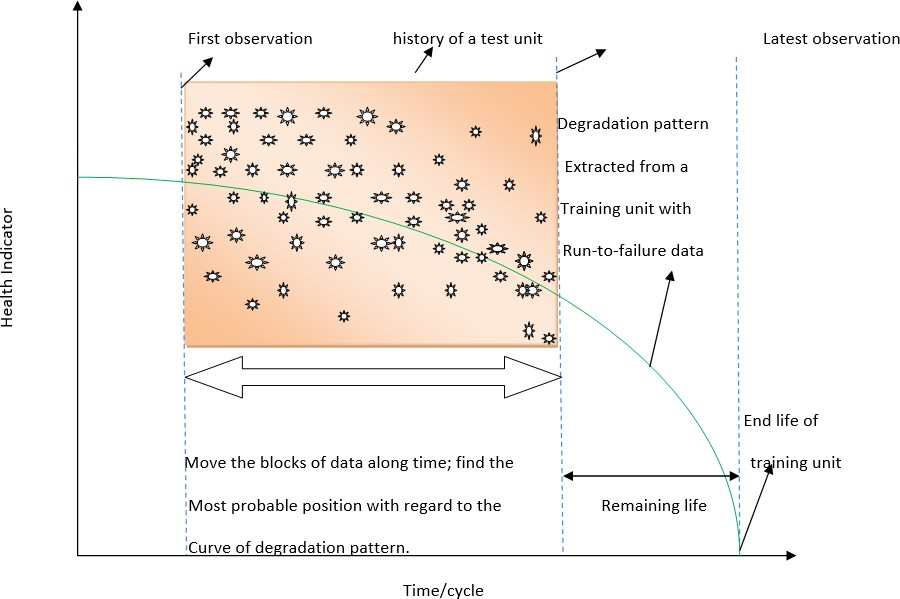 First observation
history of a test unit
Latest observation
Degradation pattern
Extracted from a
Training unit with
Run-to-failure data
Health Indicator
End life of
training unit
Move the blocks of data along time; find the
Most probable position with regard to the
Curve of degradation pattern.
Remaining life
Time/cycle